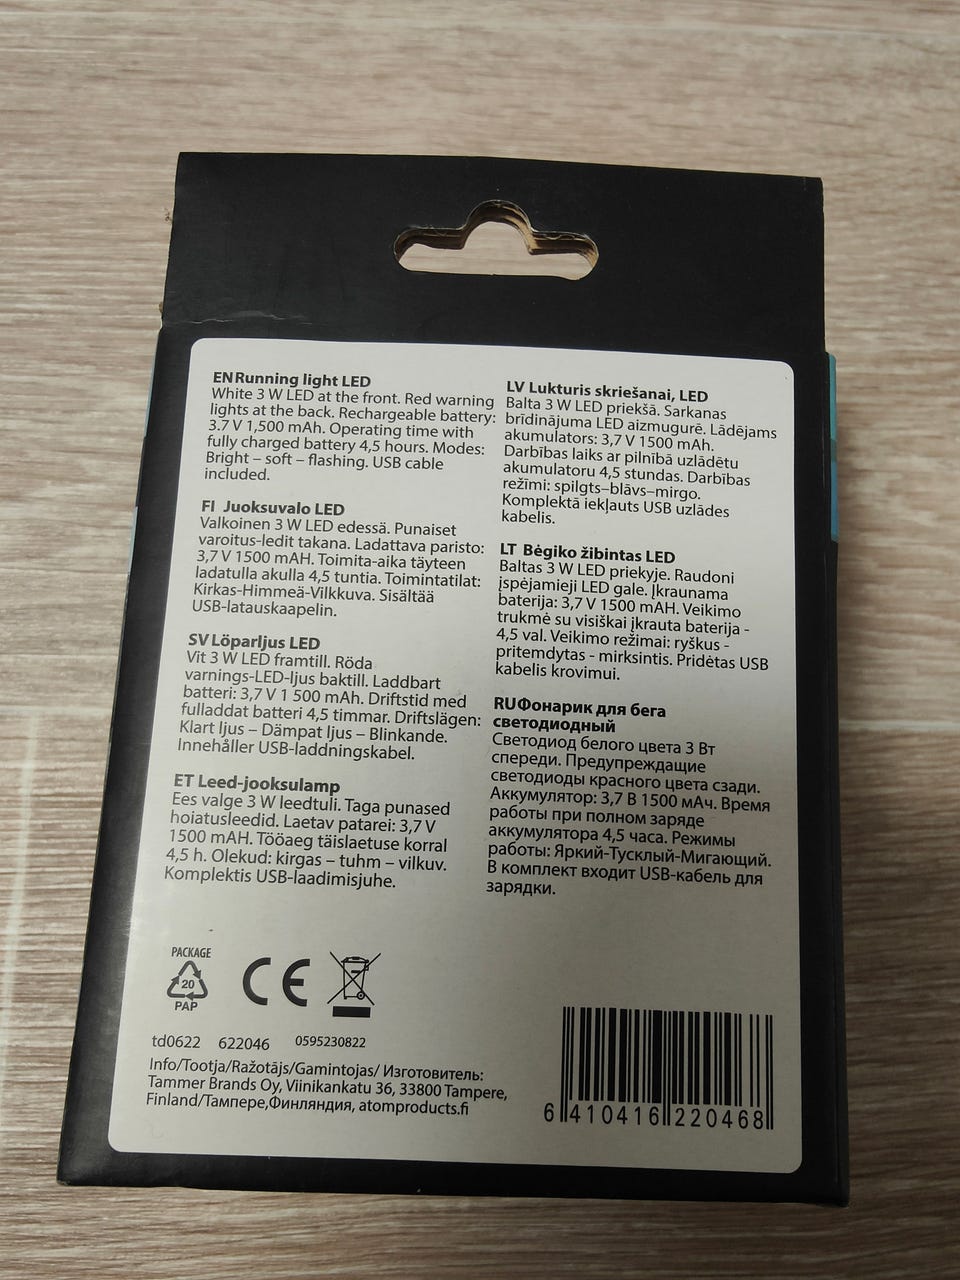 EN Running light LED
White 3 W LED at the front. Red warning
lights at the back. Rechargeable battery:
3.7 V 1,500 mAh. Operating time with
fully charged battery 4,5 hours. Modes:
Bright – soft – flashing. USB cable
included.
FI Juoksuvalo LED
Valkoinen 3 W LED edessä. Punaiset
varoitus-ledit takana. Ladattava paristo:
3,7 V 1500 mAH. Toimita-aika täyteen
ladatulla akulla 4,5 tuntia. Toimintatilat:
Kirkas-Himmeä-Vilkkuva. Sisältää
USB-latauskaapelin.
SV Löparljus LED
Vit 3 W LED framtill. Röda
varnings-LED-ljus baktill. Laddbart
batteri: 3,7 V 1 500 mAh. Driftstid med
fulladdat batteri 4,5 timmar. Driftslägen:
Klart ljus – Dämpat ljus – Blinkande.
Innehåller USB-laddningskabel.
ET Leed-jooksulamp
Ees valge 3 W leedtuli. Taga punased
hoiatusleedid. Laetav patarei: 3,7 V
1500 mAH. Tööaeg täislaetuse korral
4,5 h. Olekud: kirgas – tuhm – vilkuv.
Komplektis USB-laadimisjuhe.
LV Lukturis skriešanai, LED
Balta 3 W LED priekšā. Sarkanas
brīdinājuma LED aizmugurē. Lādējams
akumulators: 3,7 V 1500 mAh.
Darbības laiks ar pilnībā uzlādētu
akumulatoru 4,5 stundas. Darbības
režīmi: spilgts–blāvs–mirgo.
Komplektā iekļauts USB uzlādes
kabelis.
LT Bėgiko žibintas LED
Baltas 3 W LED priekyje. Raudoni
įspėjamieji LED gale. Įkraunama
baterija: 3,7 V 1500 mAH. Veikimo
trukmė su visiškai įkrauta baterija -
4,5 val. Veikimo režimai: ryškus -
pritemdytas - mirksintis. Pridėtas USB
kabelis krovimui.
RU Фонарик для бега
светодиодный
Светодиод белого цвета 3 Вт
спереди. Предупреждающие
светодиоды красного цвета сзади.
Аккумулятор: 3,7 В 1500 мАч. Время
работы при полном заряде
аккумулятора 4,5 часа. Режимы
работы: Яркий-Тусклый-Мигающий.
В комплект входит USB-кабель для
зарядки.
PACKAGE
20
PAP
CE
td0622 622046 0595230822
Info/Tootja/Ražotājs/Gamintojas/ Изготовитель:
Tammer Brands Oy, Viinikankatu 36, 33800 Tampere,
Finland/Тампере,Финляндия, atomproducts.fi
6 410416 220468